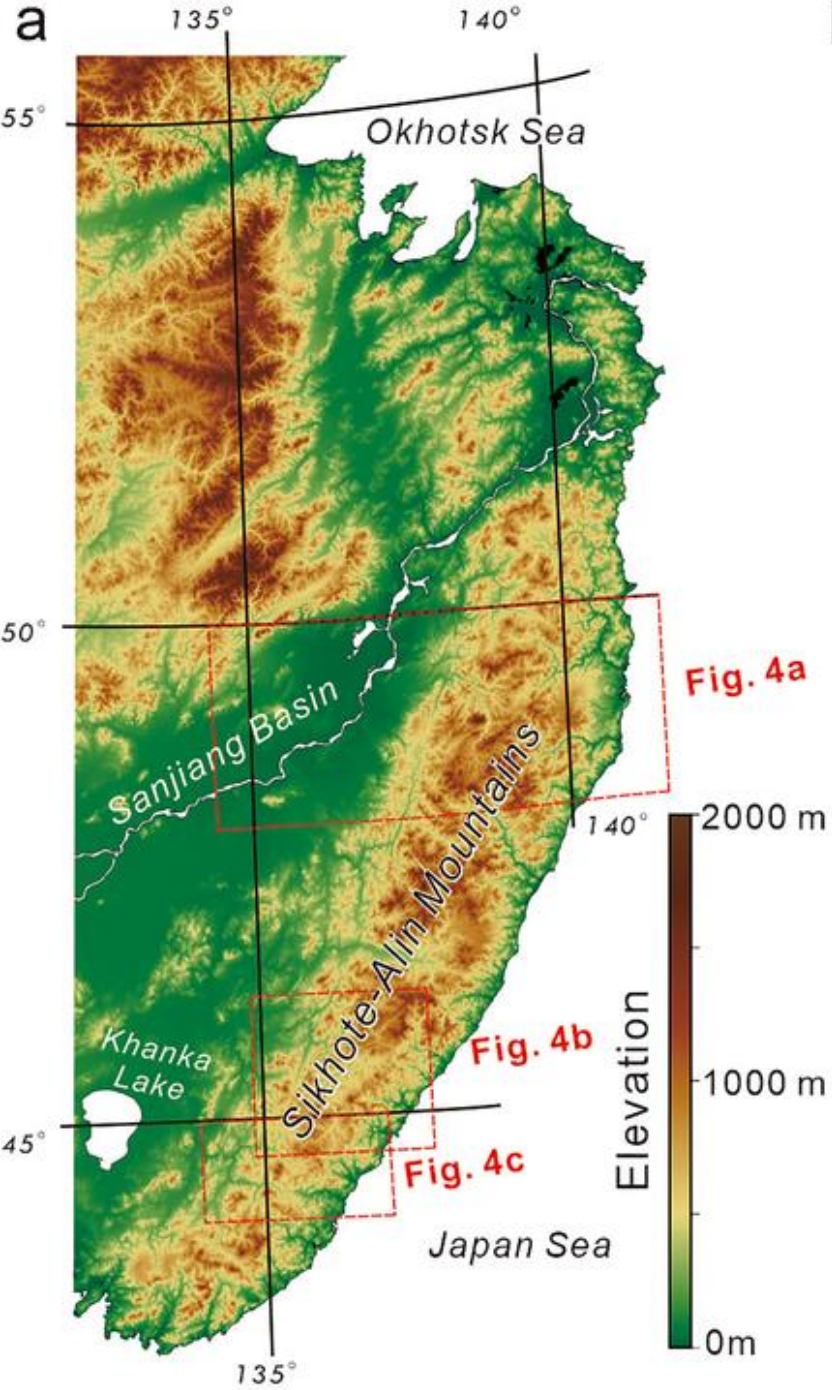 a
135°
140°
55°
Okhotsk Sea
50°
Fig. 4a
Sanjiang Basin
140°
2000 m
Sikhote-Alin Mountains
Elevation
Khanka
Lake
Fig. 4b
1000 m
45°
Fig. 4c
Japan Sea
0m
135°